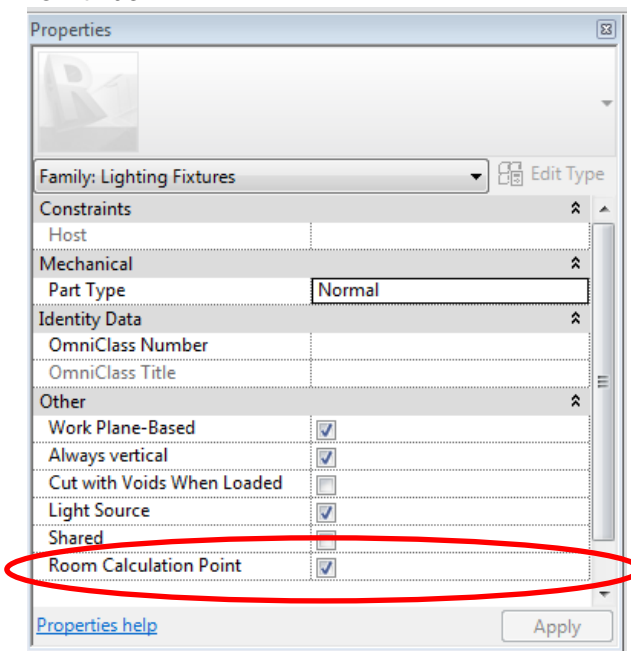 Properties
Family: Lighting Fixtures Edit Type
Constraints
Host
Mechanical
Part Type Normal
Identity Data
OmniClass Number
OmniClass Title
Other
Work Plane-Based
Always vertical
Cut with Voids When Loaded
Light Source
Shared
Room Calculation Point
Properties help Apply